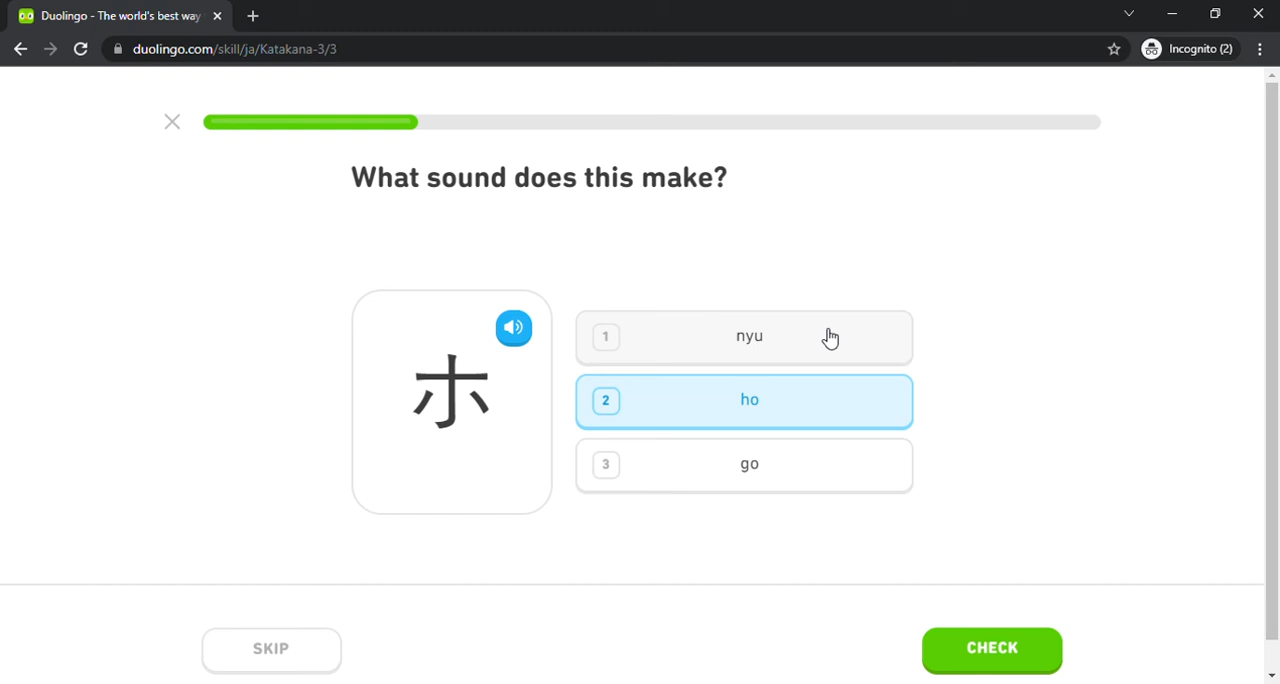 Duolingo - The world's best way
duolingo.com/skill/ja/Katakana-3/3
Incognito (2)
What sound does this make?
ホ
1 nyu
2 ho
3 go
SKIP
CHECK